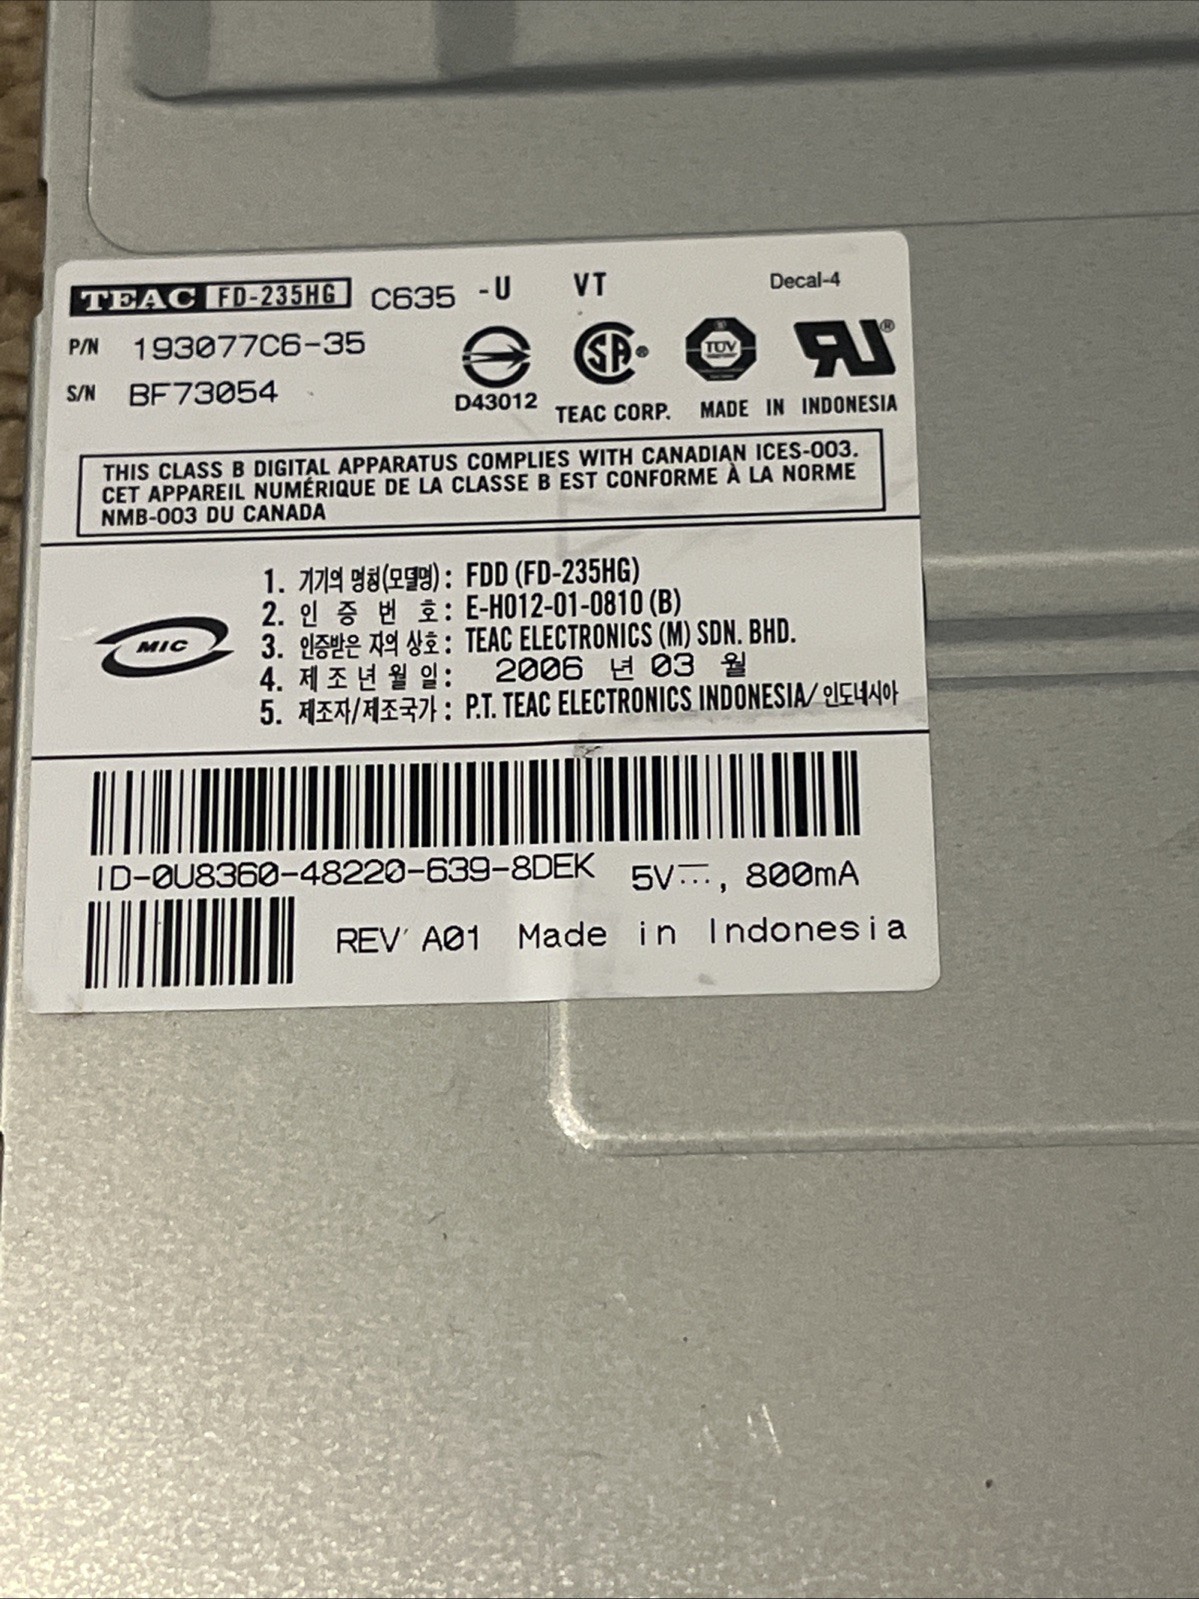 TEAC FD-235HG C635 -U VT Decal-4
P/N 193077C6-35
S/N BF73054
D43012
SA
TÜV
RU®
TEAC CORP. MADE IN INDONESIA
THIS CLASS B DIGITAL APPARATUS COMPLIES WITH CANADIAN ICES-003.
CET APPAREIL NUMÉRIQUE DE LA CLASSE B EST CONFORME À LA NORME
NMB-003 DU CANADA
MIC
1. 기기의 명칭(모델명) : FDD (FD-235HG)
2. 인 증 번 호 : E-H012-01-0810 (B)
3. 인증받은 자의 상호 : TEAC ELECTRONICS (M) SDN. BHD.
4. 제 조 년 월 일 : 2006 년 03 월
5. 제조자/제조국가 : P.T. TEAC ELECTRONICS INDONESIA/ 인도네시아
ID-0U8360-48220-639-8DEK 5V⎓, 800mA
REV A01 Made in Indonesia